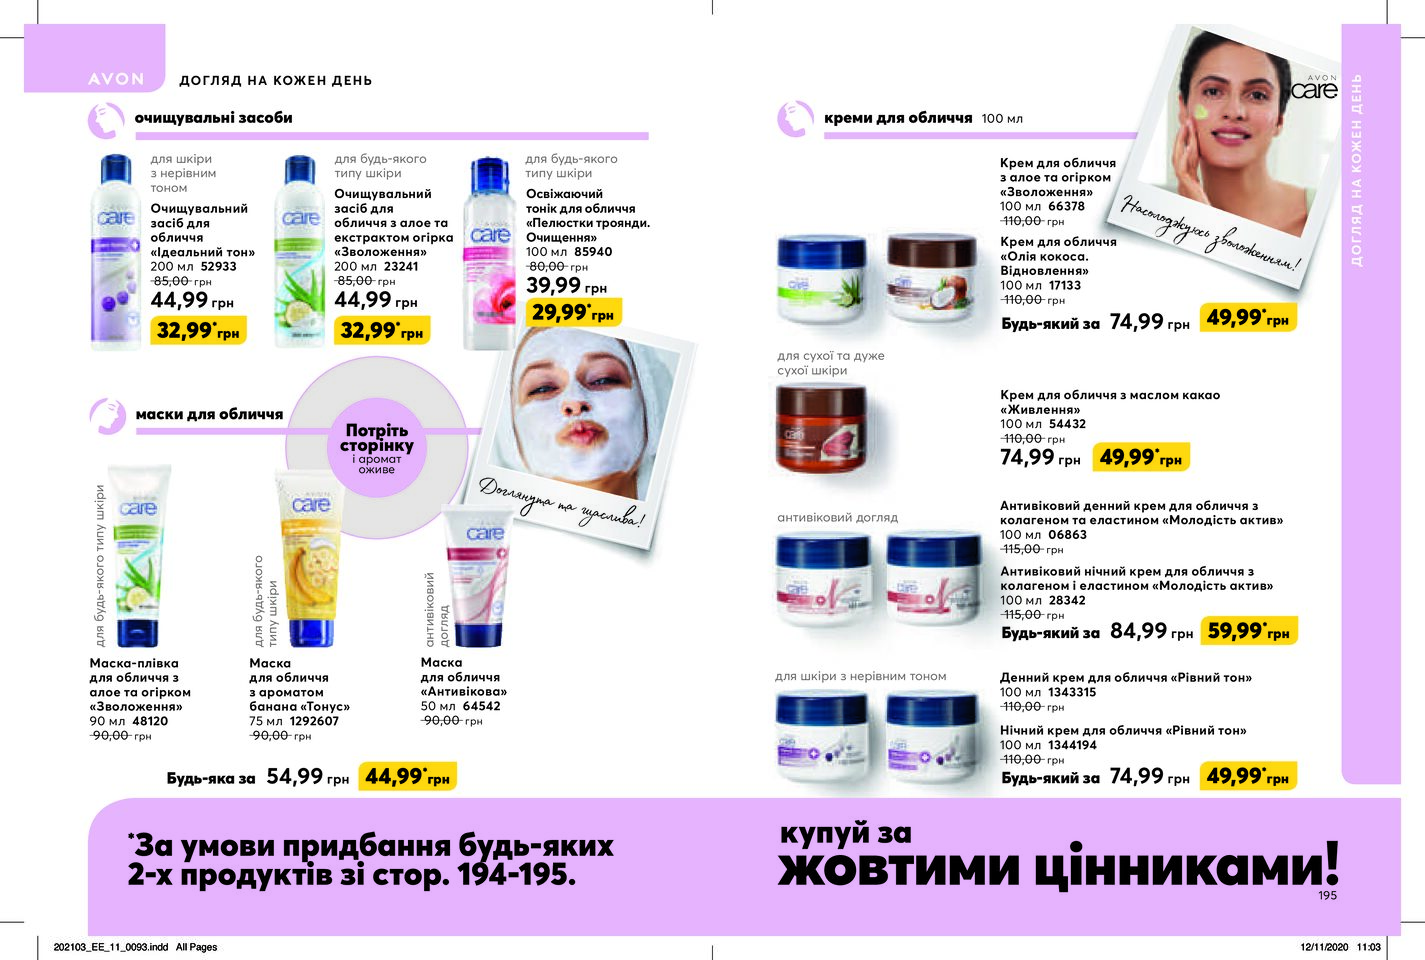 AVON
ДОГЛЯД НА КОЖЕН ДЕНЬ
очищувальні засоби
для шкіри
з нерівним
тоном
Очищувальний
засіб для
обличчя
«Ідеальний тон»
200 мл 52933
85,00 грн
44,99 грн
32,99*грн
для будь-якого
типу шкіри
Очищувальний
засіб для
обличчя з алое та
екстрактом огірка
«Зволоження»
200 мл 23241
85,00 грн
44,99 грн
32,99*грн
для будь-якого
типу шкіри
Освіжаючий
тонік для обличчя
«Пелюстки троянди.
Очищення»
100 мл 85940
80,00 грн
39,99 грн
29,99*грн
care
care
care
маски для обличчя
Потріть
сторінку
і аромат
оживе
Доглянута та щаслива!
для будь-якого типу шкіри
care
Маска-плівка
для обличчя з
алое та огірком
«Зволоження»
90 мл 48120
90,00 грн
для будь-якого
типу шкіри
AVON
care
Маска
для обличчя
з ароматом
банана «Тонус»
75 мл 1292607
90,00 грн
антивіковий
догляд
care
Маска
для обличчя
«Антивікова»
50 мл 64542
90,00 грн
Будь-яка за 54,99 грн 44,99*грн
*За умови придбання будь-яких
2-х продуктів зі стор. 194-195.
креми для обличчя 100 мл
AVON
care
Насолоджуюсь зволоженням!
ДОГЛЯД НА КОЖЕН ДЕНЬ
Крем для обличчя
з алое та огірком
«Зволоження»
100 мл 66378
110,00 грн
Крем для обличчя
«Олія кокоса.
Відновлення»
100 мл 17133
110,00 грн
Будь-який за 74,99 грн 49,99*грн
care
care
для сухої та дуже
сухої шкіри
care
Крем для обличчя з маслом какао
«Живлення»
100 мл 54432
110,00 грн
74,99 грн 49,99*грн
антивіковий догляд
care
care
Антивіковий денний крем для обличчя з
колагеном та еластином «Молодість актив»
100 мл 06863
115,00 грн
Антивіковий нічний крем для обличчя з
колагеном і еластином «Молодість актив»
100 мл 28342
115,00 грн
Будь-який за 84,99 грн 59,99*грн
для шкіри з нерівним тоном
care
care
Денний крем для обличчя «Рівний тон»
100 мл 1343315
110,00 грн
Нічний крем для обличчя «Рівний тон»
100 мл 1344194
110,00 грн
Будь-який за 74,99 грн 49,99*грн
купуй за
жовтими цінниками!
195
202103_EE_11_0093.indd All Pages
12/11/2020 11:03